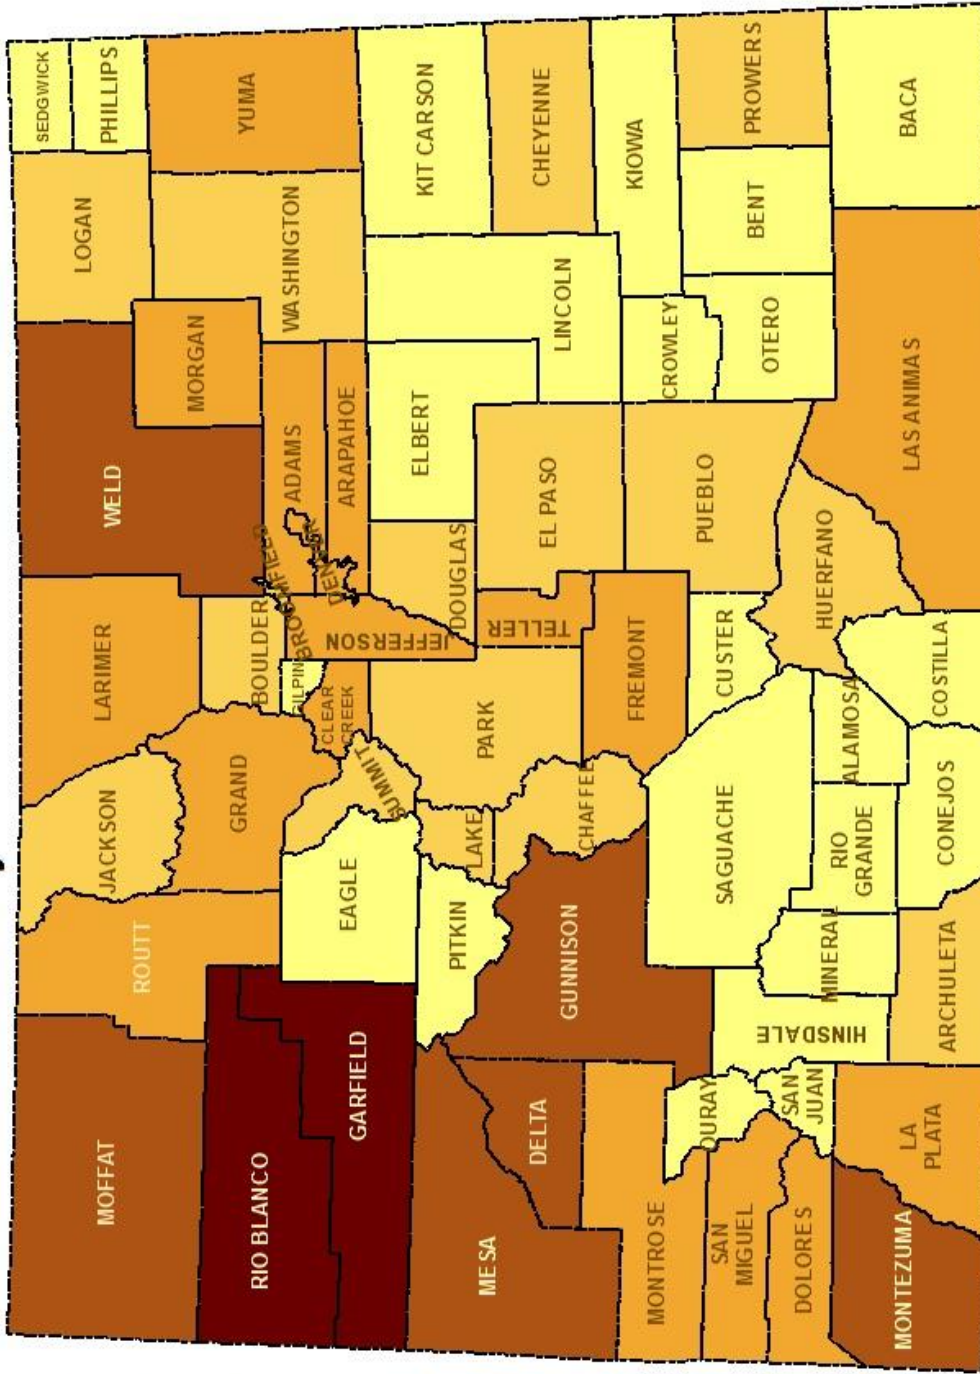 SEDGWICK
PHILLIPS
YUMA
KIT CARSON
CHEYENNE
KIOWA
PROWERS
BACA
LOGAN
WASHINGTON
LINCOLN
BENT
CROWLEY
OTERO
LAS ANIMAS
WELD
MORGAN
ADAMS
ARAPAHOE
ELBERT
EL PASO
PUEBLO
HUERFANO
LARIMER
BOULDER
BROOMFIELD
DENVER
JEFFERSON
DOUGLAS
TELLER
FREMONT
CUSTER
COSTILLA
JACKSON
GRAND
GILPIN
CLEAR
CREEK
SUMMIT
PARK
LAKE
CHAFFEE
SAGUACHE
ALAMOSA
RIO
GRANDE
CONEJOS
ROUTT
EAGLE
PITKIN
GUNNISON
MINERAL
HINSDALE
ARCHULETA
MOFFAT
RIO BLANCO
GARFIELD
MESA
DELTA
MONTROSE
OURAY
SAN
JUAN
SAN
MIGUEL
DOLORES
LA
PLATA
MONTEZUMA